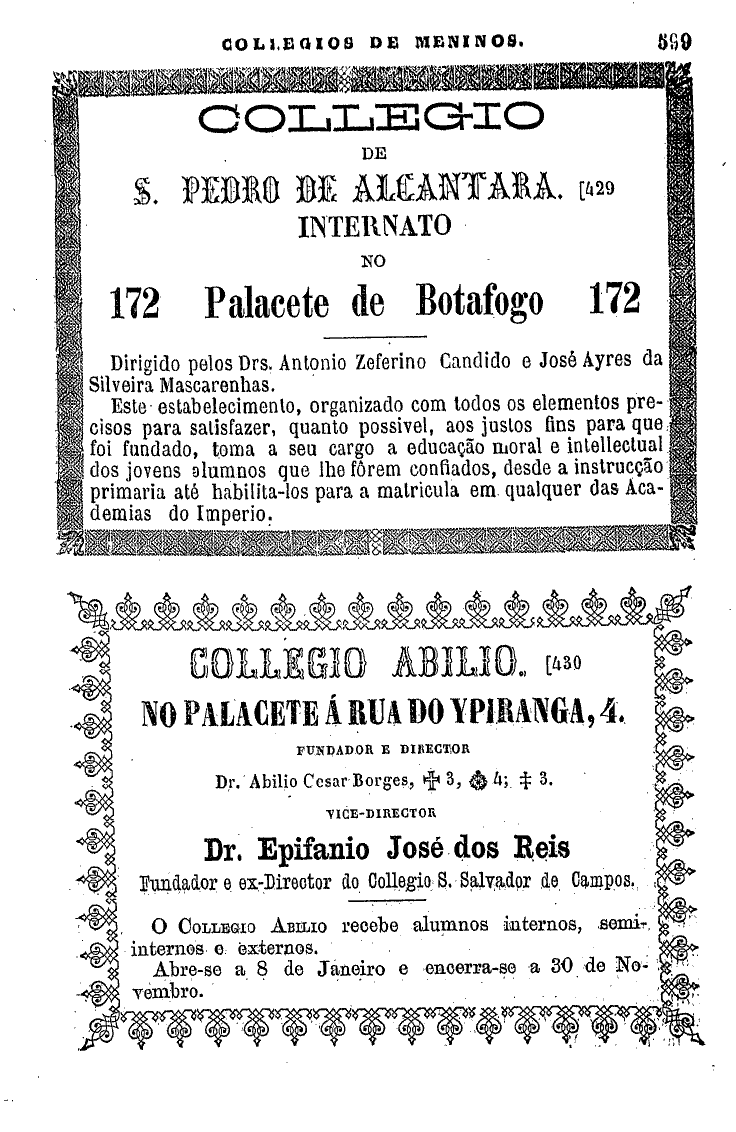 COLLEGIOS DE MENINOS. 599
COLLEGIO
DE
S. PEDRO DE ALCANTARA. [429
INTERNATO
NO
172 Palacete de Botafogo 172
Dirigido pelos Drs. Antonio Zeferino Candido e José Ayres da
Silveira Mascarenhas.
Este estabelecimento, organizado com todos os elementos pre-
cisos para satisfazer, quanto possivel, aos justos fins para que
foi fundado, toma a seu cargo a educação moral e intellectual
dos jovens alumnos que lhe fôrem confiados, desde a instrucção
primaria até habilita-los para a matricula em qualquer das Aca-
demias do Imperio.
COLLEGIO ABILIO. [430
NO PALACETE Á RUA DO YPIRANGA, 4.
FUNDADOR E DIRECTOR
Dr. Abilio Cesar Borges, ✠ 3, ❁ 4; ‡ 3.
VICE-DIRECTOR
Dr. Epifanio José dos Reis
Fundador e ex-Director do Collegio S. Salvador de Campos.
O COLLEGIO ABILIO recebe alumnos internos, semi-
internos e externos.
Abre-se a 8 de Janeiro e encerra-se a 30 de No-
vembro.